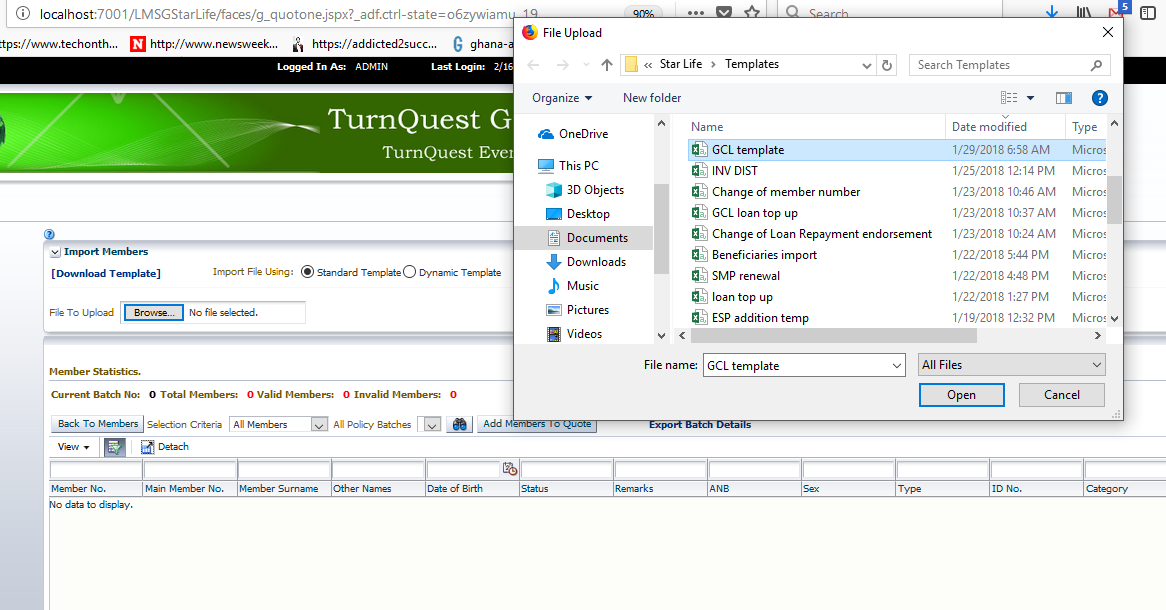 localhost:7001/LMSGStarLife/faces/g_quotone.jspx?_adf.ctrl-state=o6zywiamu_19
90%
Search
5
ttps://www.techonth...
N http://www.newsweek...
https://addicted2succ...
G ghana-a
Logged In As: ADMIN
Last Login: 2/16
TurnQuest G
TurnQuest Ever
Import Members
[Download Template]
Import File Using: Standard Template Dynamic Template
File To Upload Browse... No file selected.
Member Statistics.
Current Batch No: 0 Total Members: 0 Valid Members: 0 Invalid Members: 0
Back To Members Selection Criteria All Members All Policy Batches Add Members To Quote Export Batch Details
View Detach
Member No. Main Member No. Member Surname Other Names Date of Birth Status Remarks ANB Sex Type ID No. Category
No data to display.
File Upload
« Star Life › Templates
Search Templates
Organize New folder
OneDrive
This PC
3D Objects
Desktop
Documents
Downloads
Music
Pictures
Videos
Name Date modified Type
GCL template 1/29/2018 6:58 AM Micros
INV DIST 1/25/2018 12:14 PM Micros
Change of member number 1/23/2018 10:46 AM Micros
GCL loan top up 1/23/2018 10:37 AM Micros
Change of Loan Repayment endorsement 1/23/2018 10:24 AM Micros
Beneficiaries import 1/22/2018 5:44 PM Micros
SMP renewal 1/22/2018 4:48 PM Micros
loan top up 1/22/2018 1:27 PM Micros
ESP addition temp 1/19/2018 12:32 PM Micros
File name: GCL template All Files
Open Cancel